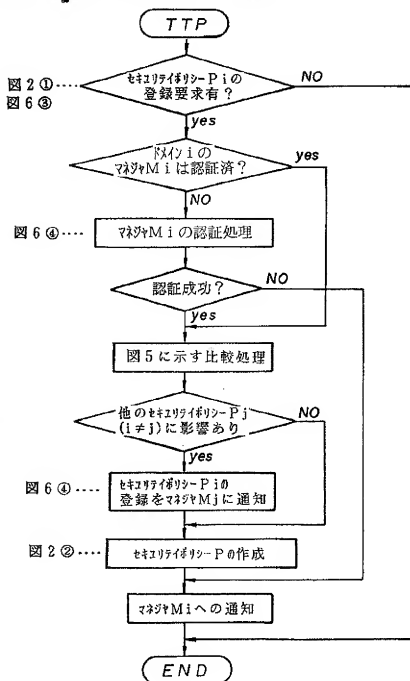 TTP
図2①‥‥
図6③
セキュリティポリシーPiの
登録要求有?
NO
yes
ドメインiの
マネジャMiは認証済?
yes
NO
図6④‥‥
マネジャMiの認証処理
認証成功?
NO
yes
図5に示す比較処理
他のセキュリティポリシーPj
(i≠j)に影響あり
NO
yes
図6④‥‥
セキュリティポリシーPiの
登録をマネジャMjに通知
図2②‥‥
セキュリティポリシーPの作成
マネジャMiへの通知
END